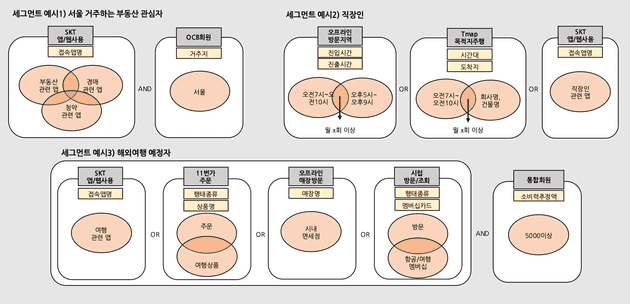 세그먼트 예시1) 서울 거주하는 부동산 관심자
SKT
앱/웹사용
접속앱명
부동산
관련 앱
경매
관련 앱
청약
관련 앱
AND
OCB회원
거주지
서울
세그먼트 예시2) 직장인
오프라인
방문지역
진입시간
진출시간
오전7시~오
전10시
오후5시~
오후9시
월 x회 이상
OR
Tmap
목적지주행
시간대
도착지
오전7시~
오전10시
회사명,
건물명
월 x회 이상
OR
SKT
앱/웹사용
접속앱명
직장인
관련 앱
세그먼트 예시3) 해외여행 예정자
SKT
앱/웹사용
접속앱명
여행
관련 앱
OR
11번가
주문
행태종류
상품명
주문
여행상품
OR
오프라인
매장방문
매장명
시내
면세점
OR
시럽
방문/조회
행태종류
멤버십카드
방문
항공/여행
멤버십
AND
통합회원
소비력추정액
5000이상